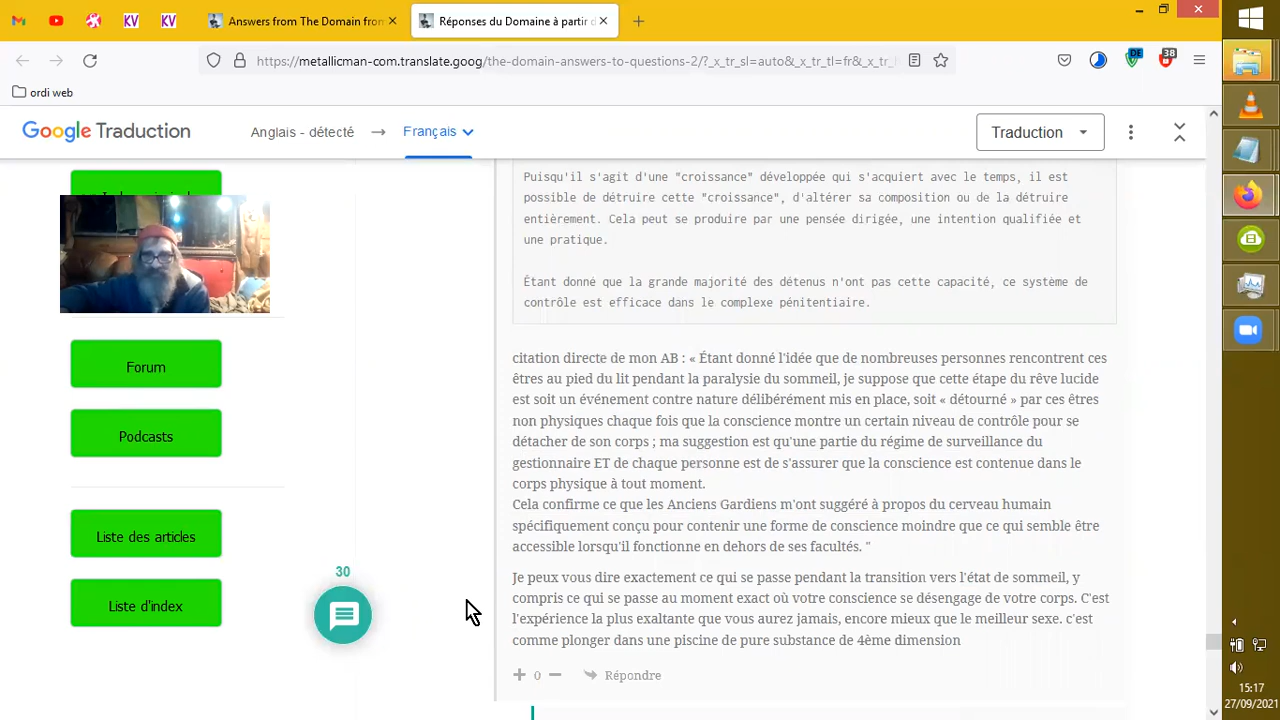 Answers from The Domain from
Réponses du Domaine à partir d
https://metallicman-com.translate.goog/the-domain-answers-to-questions-2/?_x_tr_sl=auto&_x_tr_tl=fr&_x_tr_
DE
38
ordi web
Google Traduction
Anglais - détecté
Français
Traduction
Puisqu'il s'agit d'une "croissance" développée qui s'acquiert avec le temps, il est
possible de détruire cette "croissance", d'altérer sa composition ou de la détruire
entièrement. Cela peut se produire par une pensée dirigée, une intention qualifiée et
une pratique.
Étant donné que la grande majorité des détenus n'ont pas cette capacité, ce système de
contrôle est efficace dans le complexe pénitentiaire.
Forum
Podcasts
Liste des articles
Liste d'index
30
citation directe de mon AB : « Étant donné l'idée que de nombreuses personnes rencontrent ces
êtres au pied du lit pendant la paralysie du sommeil, je suppose que cette étape du rêve lucide
est soit un événement contre nature délibérément mis en place, soit « détourné » par ces êtres
non physiques chaque fois que la conscience montre un certain niveau de contrôle pour se
détacher de son corps ; ma suggestion est qu'une partie du régime de surveillance du
gestionnaire ET de chaque personne est de s'assurer que la conscience est contenue dans le
corps physique à tout moment.
Cela confirme ce que les Anciens Gardiens m'ont suggéré à propos du cerveau humain
spécifiquement conçu pour contenir une forme de conscience moindre que ce qui semble être
accessible lorsqu'il fonctionne en dehors de ses facultés. "
Je peux vous dire exactement ce qui se passe pendant la transition vers l'état de sommeil, y
compris ce qui se passe au moment exact où votre conscience se désengage de votre corps. C'est
l'expérience la plus exaltante que vous aurez jamais, encore mieux que le meilleur sexe. c'est
comme plonger dans une piscine de pure substance de 4ème dimension
0
Répondre
15:17
27/09/2021